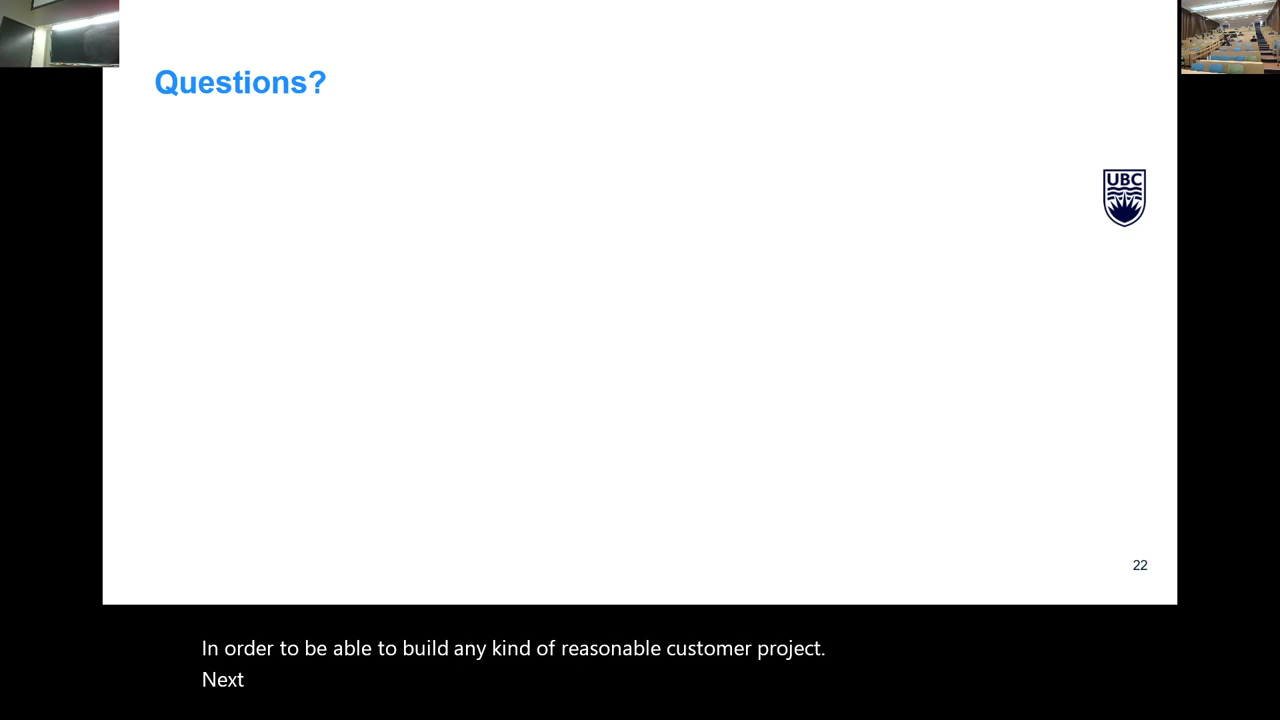 Questions?
UBC
22
In order to be able to build any kind of reasonable customer project.
Next